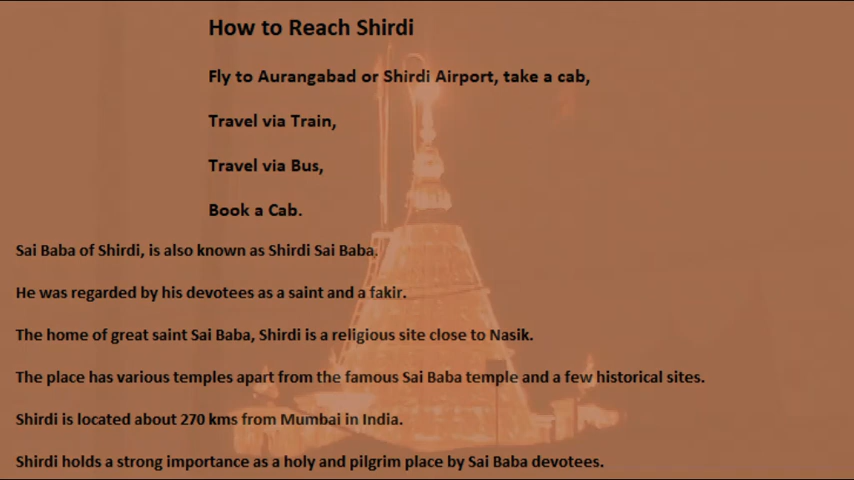 How to Reach Shirdi
Fly to Aurangabad or Shirdi Airport, take a cab,
Travel via Train,
Travel via Bus,
Book a Cab.
Sai Baba of Shirdi, is also known as Shirdi Sai Baba.
He was regarded by his devotees as a saint and a fakir.
The home of great saint Sai Baba, Shirdi is a religious site close to Nasik.
The place has various temples apart from the famous Sai Baba temple and a few historical sites.
Shirdi is located about 270 kms from Mumbai in India.
Shirdi holds a strong importance as a holy and pilgrim place by Sai Baba devotees.